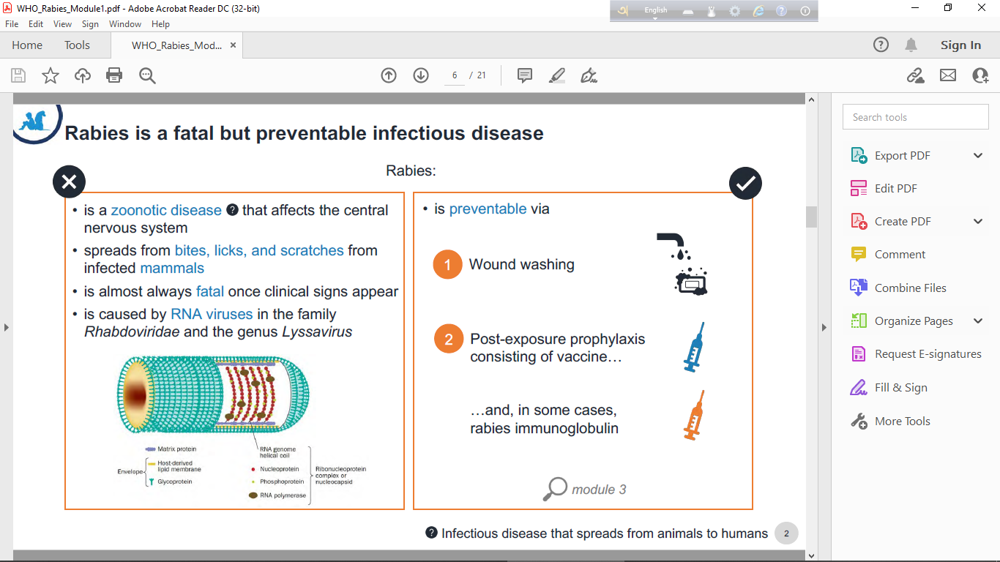 WHO_Rabies_Module1.pdf - Adobe Acrobat Reader DC (32-bit)
English
File Edit View Sign Window Help
Home Tools WHO_Rabies_Mod... ×
Sign In
6 / 21
Rabies is a fatal but preventable infectious disease
Rabies:
• is a zoonotic disease ? that affects the central
nervous system
• spreads from bites, licks, and scratches from
infected mammals
• is almost always fatal once clinical signs appear
• is caused by RNA viruses in the family
Rhabdoviridae and the genus Lyssavirus
Matrix protein
Envelope
Host-derived
lipid membrane
Glycoprotein
RNA genome
helical coil
Nucleoprotein
Phosphoprotein
RNA polymerase
Ribonucleoprotein
complex or
nucleocapsid
• is preventable via
1 Wound washing
2 Post-exposure prophylaxis
consisting of vaccine…
…and, in some cases,
rabies immunoglobulin
module 3
? Infectious disease that spreads from animals to humans 2
Search tools
Export PDF
Edit PDF
Create PDF
Comment
Combine Files
Organize Pages
Request E-signatures
Fill & Sign
More Tools